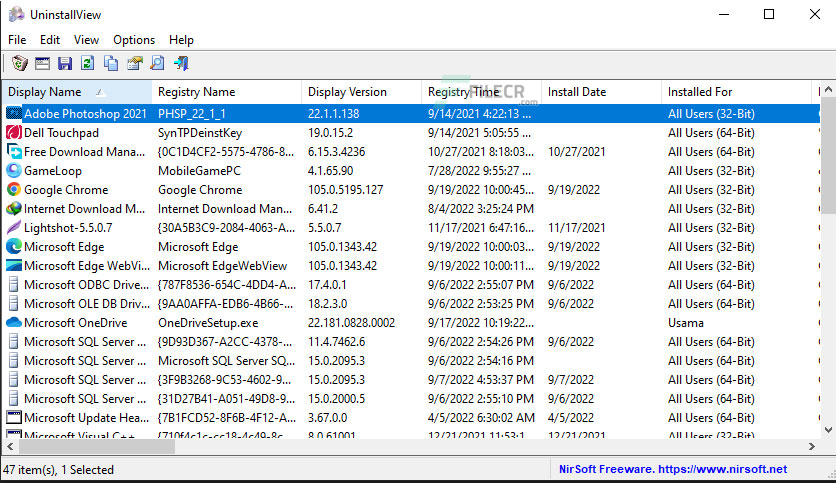 UninstallView
File Edit View Options Help
Display Name Registry Name Display Version Registry Time Install Date Installed For
FILECR
.com
Adobe Photoshop 2021 PHSP_22_1_1 22.1.1.138 9/14/2021 4:22:13 ... All Users (32-Bit)
Dell Touchpad SynTPDeinstKey 19.0.15.2 9/14/2021 5:05:55 ... All Users (64-Bit)
Free Download Mana... {0C1D4CF2-5575-4786-8... 6.15.3.4236 10/27/2021 8:18:03... 10/27/2021 All Users (64-Bit)
GameLoop MobileGamePC 4.1.65.90 7/28/2022 9:55:27 ... All Users (32-Bit)
Google Chrome Google Chrome 105.0.5195.127 9/19/2022 10:00:45... 9/19/2022 All Users (32-Bit)
Internet Download M... Internet Download Man... 6.41.2 8/4/2022 3:25:24 PM All Users (32-Bit)
Lightshot-5.5.0.7 {30A5B3C9-2084-4063-A... 5.5.0.7 11/17/2021 6:47:16... 11/17/2021 All Users (32-Bit)
Microsoft Edge Microsoft Edge 105.0.1343.42 9/19/2022 10:00:03... 9/19/2022 All Users (32-Bit)
Microsoft Edge WebVi... Microsoft EdgeWebView 105.0.1343.42 9/19/2022 10:00:11... 9/19/2022 All Users (32-Bit)
Microsoft ODBC Driver... {787F8536-654C-4DD4-A... 17.4.0.1 9/6/2022 2:55:07 PM 9/6/2022 All Users (64-Bit)
Microsoft OLE DB Driv... {9AA0AFFA-EDB6-4B66-... 18.2.3.0 9/6/2022 2:53:25 PM 9/6/2022 All Users (64-Bit)
Microsoft OneDrive OneDriveSetup.exe 22.181.0828.0002 9/17/2022 10:19:22... Usama
Microsoft SQL Server ... {9D93D367-A2CC-4378-... 11.4.7462.6 9/6/2022 2:54:26 PM 9/6/2022 All Users (64-Bit)
Microsoft SQL Server ... Microsoft SQL Server SQ... 15.0.2095.3 9/6/2022 2:54:16 PM All Users (64-Bit)
Microsoft SQL Server ... {3F9B3268-9C53-4602-9... 15.0.2095.3 9/7/2022 4:53:37 PM 9/7/2022 All Users (64-Bit)
Microsoft SQL Server ... {31D27B41-A051-49D8-9... 15.0.2000.5 9/6/2022 2:55:10 PM 9/6/2022 All Users (64-Bit)
Microsoft Update Hea... {7B1FCD52-8F6B-4F12-A... 3.67.0.0 4/5/2022 6:30:02 AM 4/5/2022 All Users (64-Bit)
Microsoft Visual C++ ... {710f4c1c-cc18-4c49-8c... 8.0.61001 12/21/2021 11:53:1... 12/21/2021 All Users (32-Bit)
47 item(s), 1 Selected NirSoft Freeware. https://www.nirsoft.net